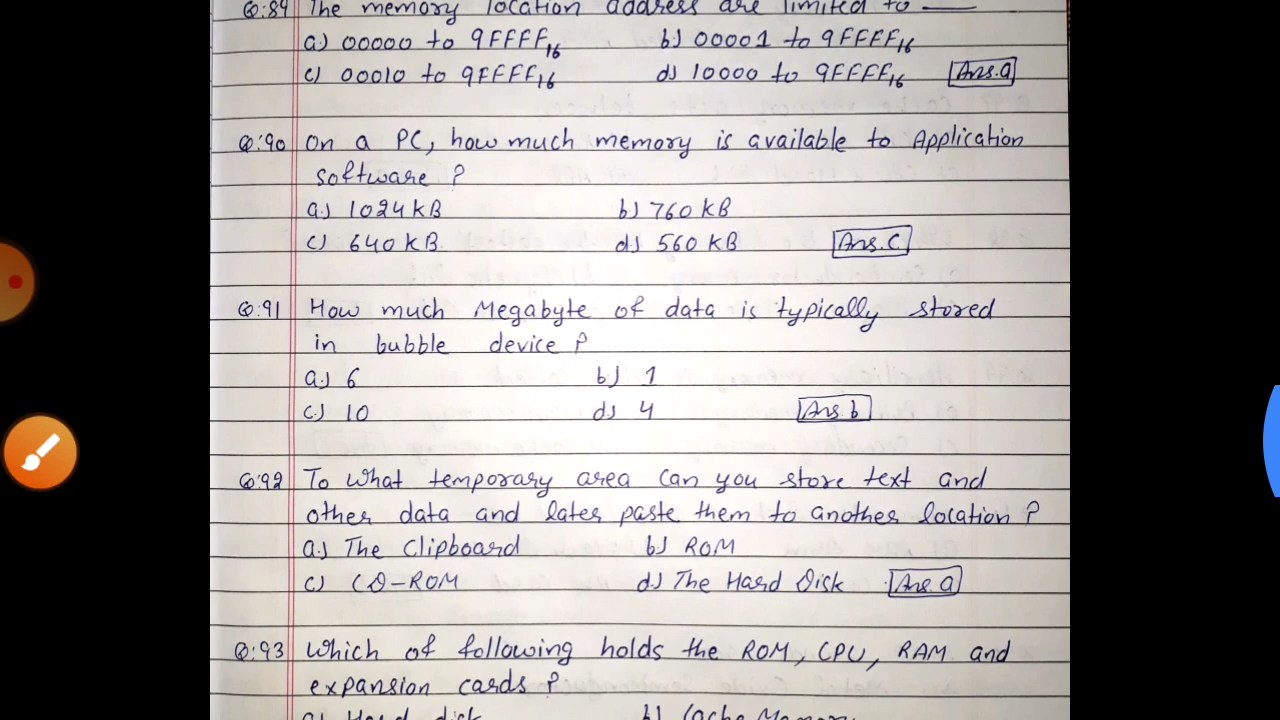 Q:89 The memory location address are limited to ___
a.) 00000 to 9FFFF16 b.) 00001 to 9FFFF16
c.) 00010 to 9FFFF16 d.) 10000 to 9FFFF16 Ans. a
Q:90 On a PC, how much memory is available to Application
software ?
a.) 1024 KB b.) 760 KB
c.) 640 KB d.) 560 KB Ans. C
Q:91 How much Megabyte of data is typically stored
in bubble device ?
a.) 6 b.) 1
c.) 10 d.) 4 Ans. b
Q:92 To what temporary area can you store text and
other data and later paste them to another location ?
a.) The Clipboard b.) ROM
c.) CD-ROM d.) The Hard Disk Ans. a
Q:93 Which of following holds the ROM, CPU, RAM and
expansion cards ?
a.) Hard disk b.) Cache Memory